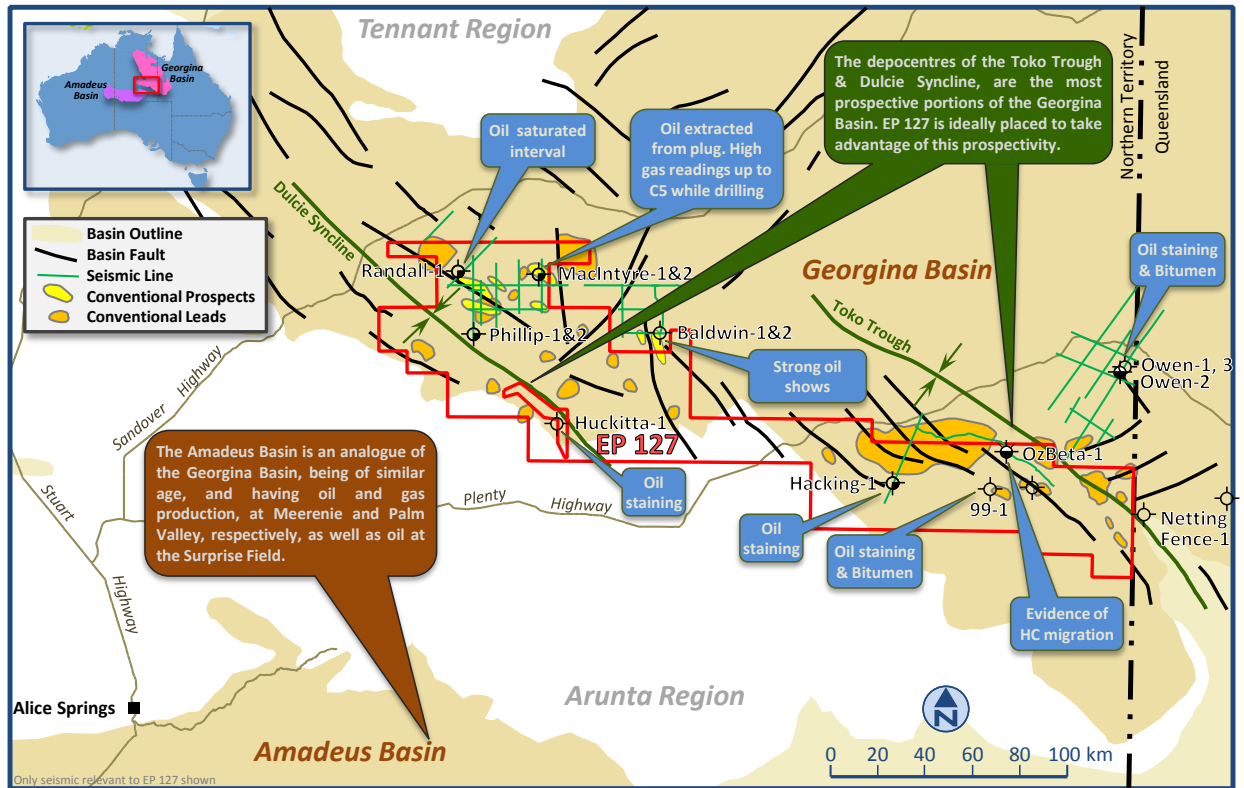 Tennant Region
Georgina
Basin
Amadeus
Basin
The depocentres of the Toko Trough
& Dulcie Syncline, are the most
prospective portions of the Georgina
Basin. EP 127 is ideally placed to take
advantage of this prospectivity.
Northern Territory
Queensland
Oil saturated
interval
Oil extracted
from plug. High
gas readings up to
C5 while drilling
Dulcie Syncline
Basin Outline
Basin Fault
Seismic Line
Conventional Prospects
Conventional Leads
Oil staining
& Bitumen
Randall-1
MacIntyre-1&2
Georgina Basin
Toko Trough
Phillip-1&2
Baldwin-1&2
Strong oil
shows
Owen-1, 3
Owen-2
Sandover Highway
Huckitta-1
EP 127
The Amadeus Basin is an analogue
of the Georgina Basin, being of similar
age, and having oil and gas
production, at Meerenie and Palm
Valley, respectively, as well as oil at
the Surprise Field.
Oil
staining
Plenty Highway
Stuart Highway
Hacking-1
OzBeta-1
99-1
Netting
Fence-1
Oil
staining
Oil staining
& Bitumen
Evidence of
HC migration
Arunta Region
Alice Springs
Amadeus Basin
N
0 20 40 60 80 100 km
Only seismic relevant to EP 127 shown